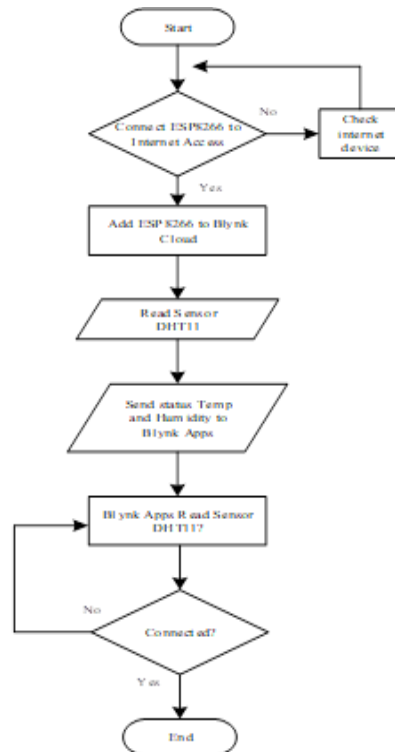 Start
Connect ESP8266 to
Internet Access
No
Check
internet
device
Yes
Add ESP8266 to Blynk
Cloud
Read Sensor
DHT11
Send status Temp
and Humidity to
Blynk Apps
Blynk Apps Read Sensor
DHT11?
No
Connected?
Yes
End